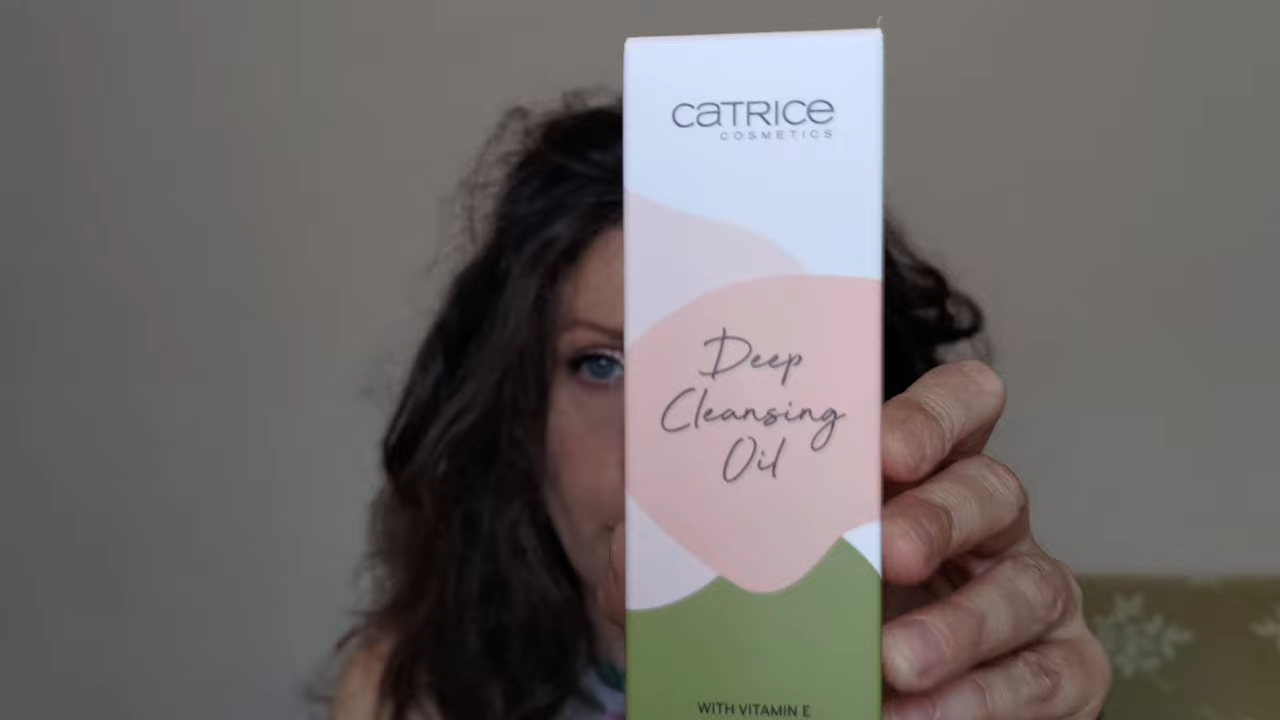 CATRICE
COSMETICS
Deep
Cleansing
Oil
WITH VITAMIN E